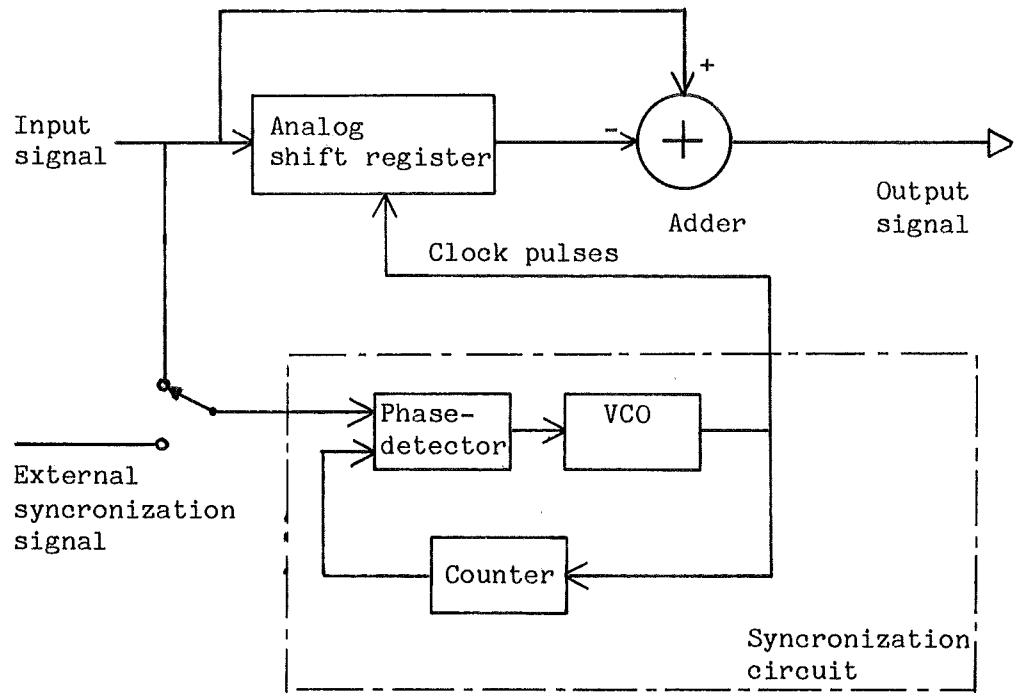 Input
signal
Analog
shift register
+
-
+
Adder
Output
signal
Clock pulses
Phase-
detector
VCO
External
syncronization
signal
Counter
Syncronization
circuit